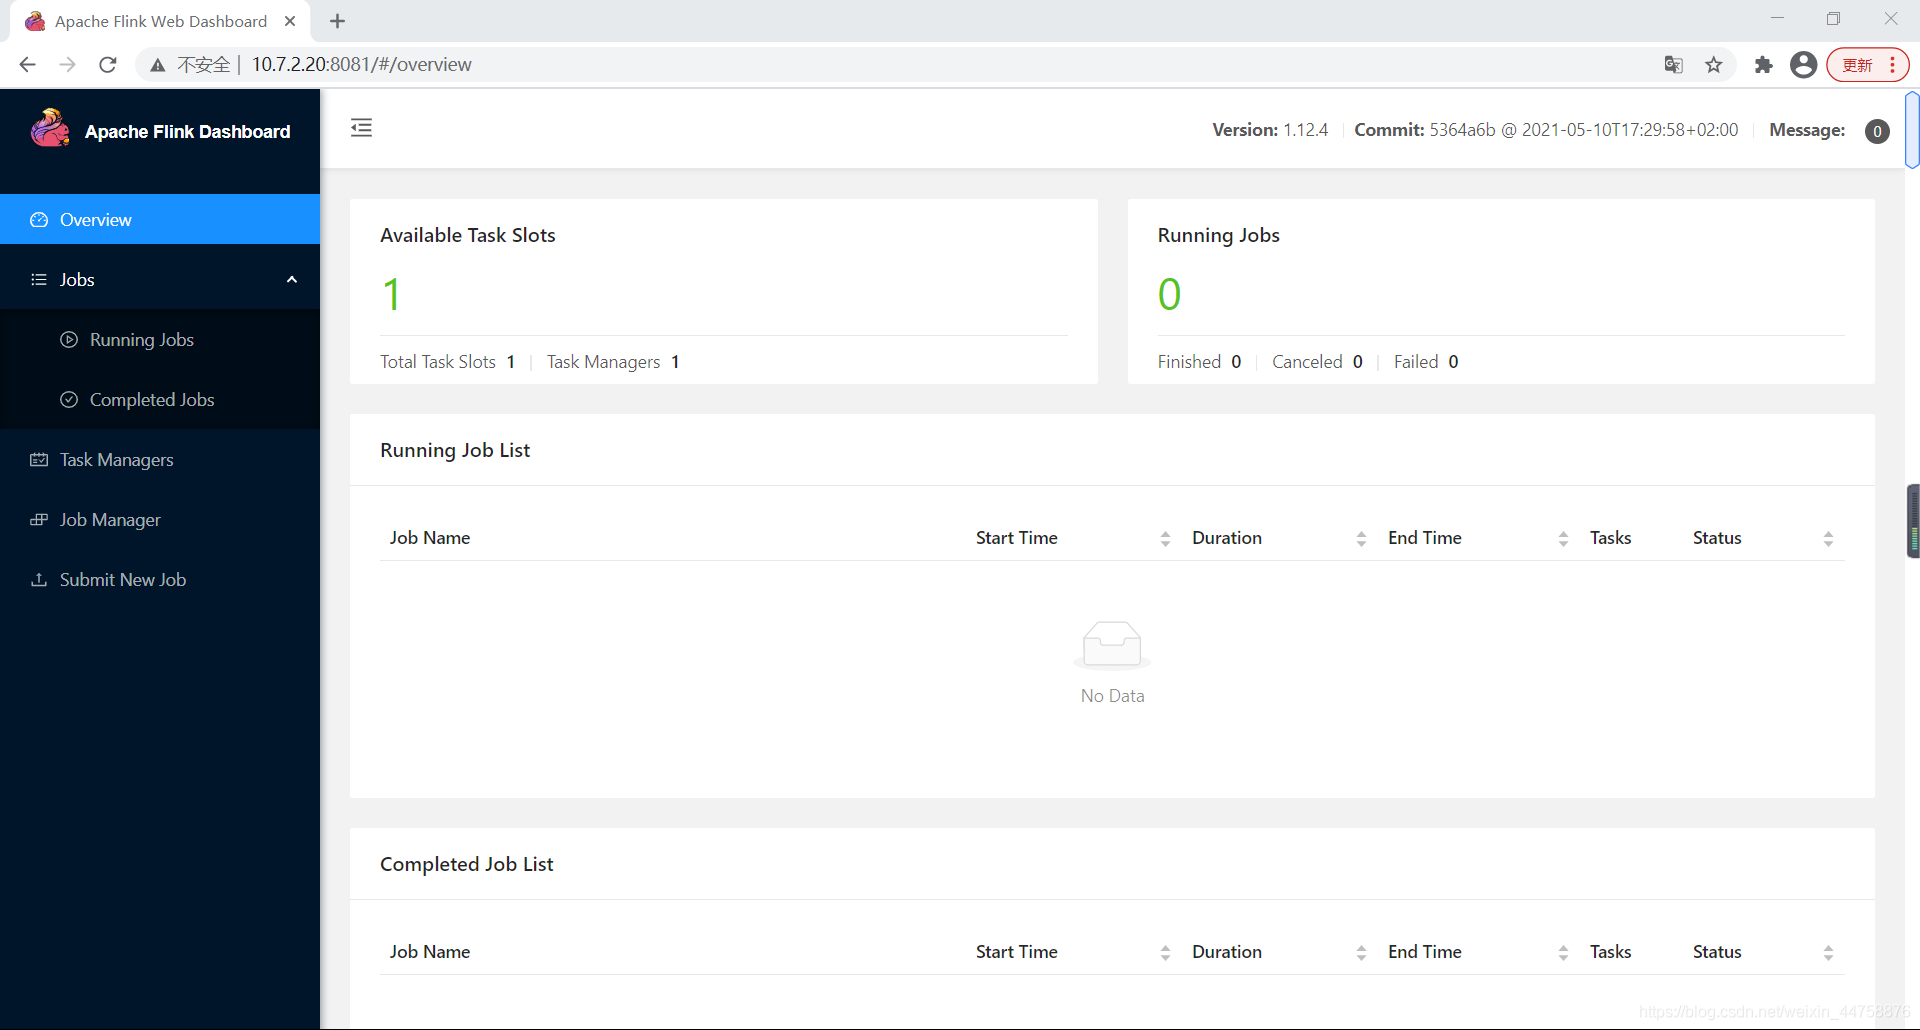 Apache Flink Web Dashboard
不安全 | 10.7.2.20:8081/#/overview
更新
Apache Flink Dashboard
Version: 1.12.4 Commit: 5364a6b @ 2021-05-10T17:29:58+02:00 Message: 0
Overview
Jobs
Running Jobs
Completed Jobs
Task Managers
Job Manager
Submit New Job
Available Task Slots
1
Total Task Slots 1 Task Managers 1
Running Jobs
0
Finished 0 Canceled 0 Failed 0
Running Job List
Job Name Start Time Duration End Time Tasks Status
No Data
Completed Job List
Job Name Start Time Duration End Time Tasks Status
https://blog.csdn.net/weixin_44758876